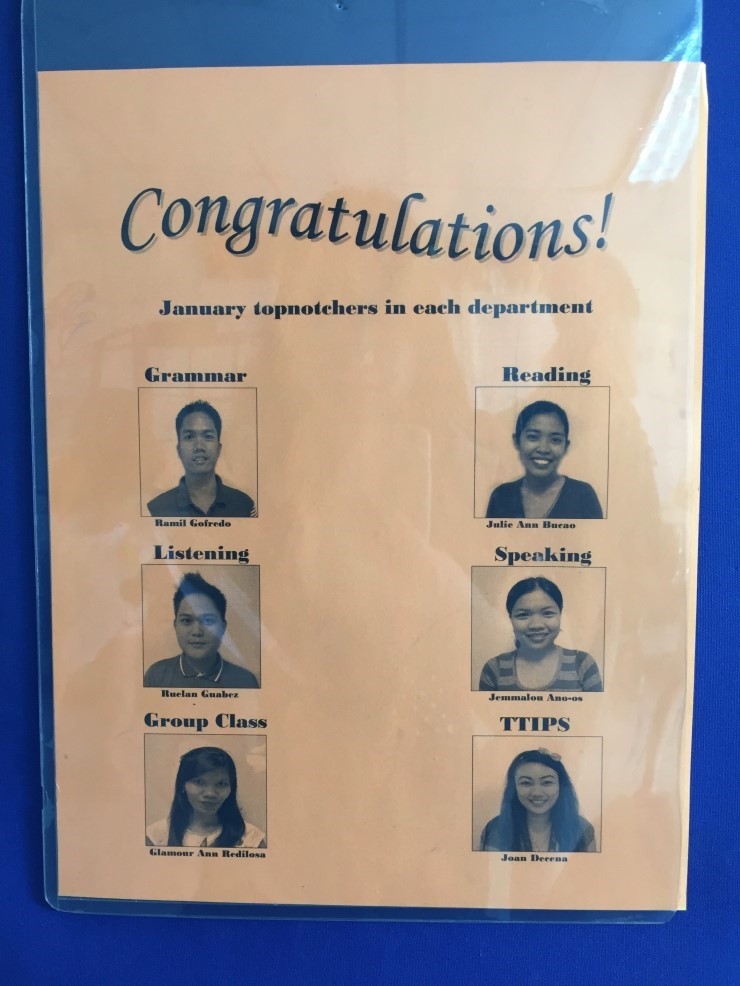 Congratulations!
January topnotchers in each department
Grammar
Reading
Ramil Gofredo
Julie Ann Bucao
Listening
Speaking
Ruelan Guabez
Jemmalou Ano-os
Group Class
TTIPS
Glamour Ann Redilosa
Joan Decena